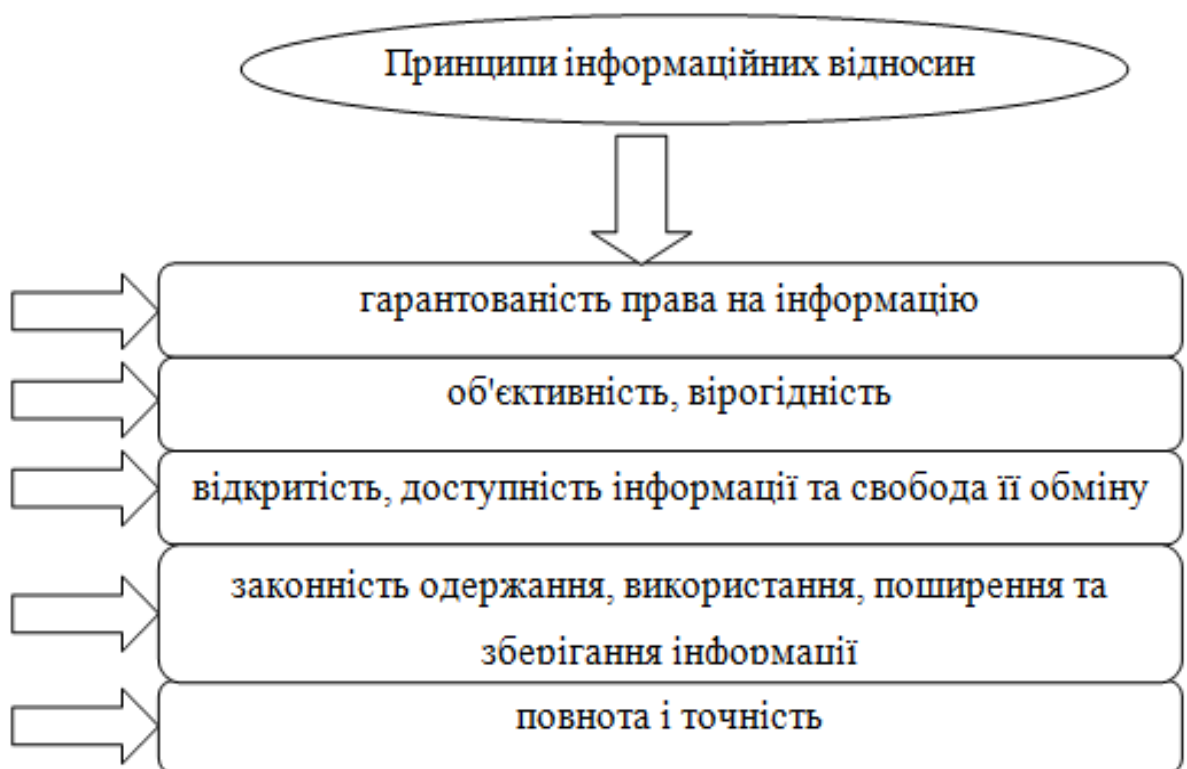 Принципи інформаційних відносин
гарантованість права на інформацію
об'єктивність, вірогідність
відкритість, доступність інформації та свобода її обміну
законність одержання, використання, поширення та
зберігання інформації
повнота і точність